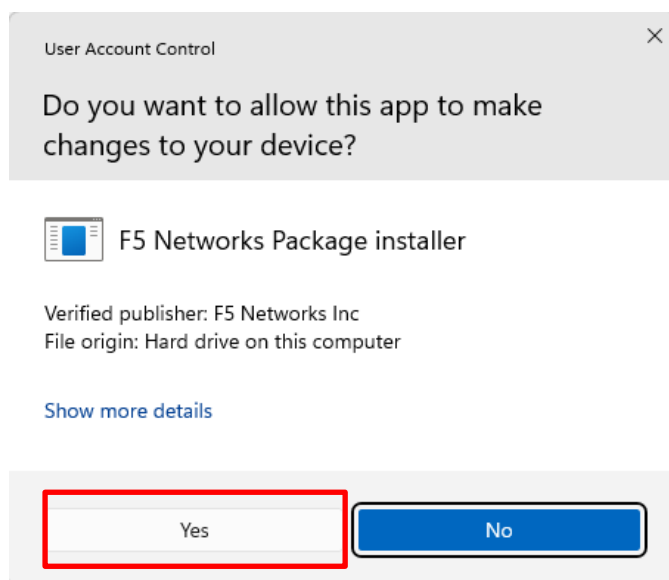 User Account Control
Do you want to allow this app to make
changes to your device?
F5 Networks Package installer
Verified publisher: F5 Networks Inc
File origin: Hard drive on this computer
Show more details
Yes
No